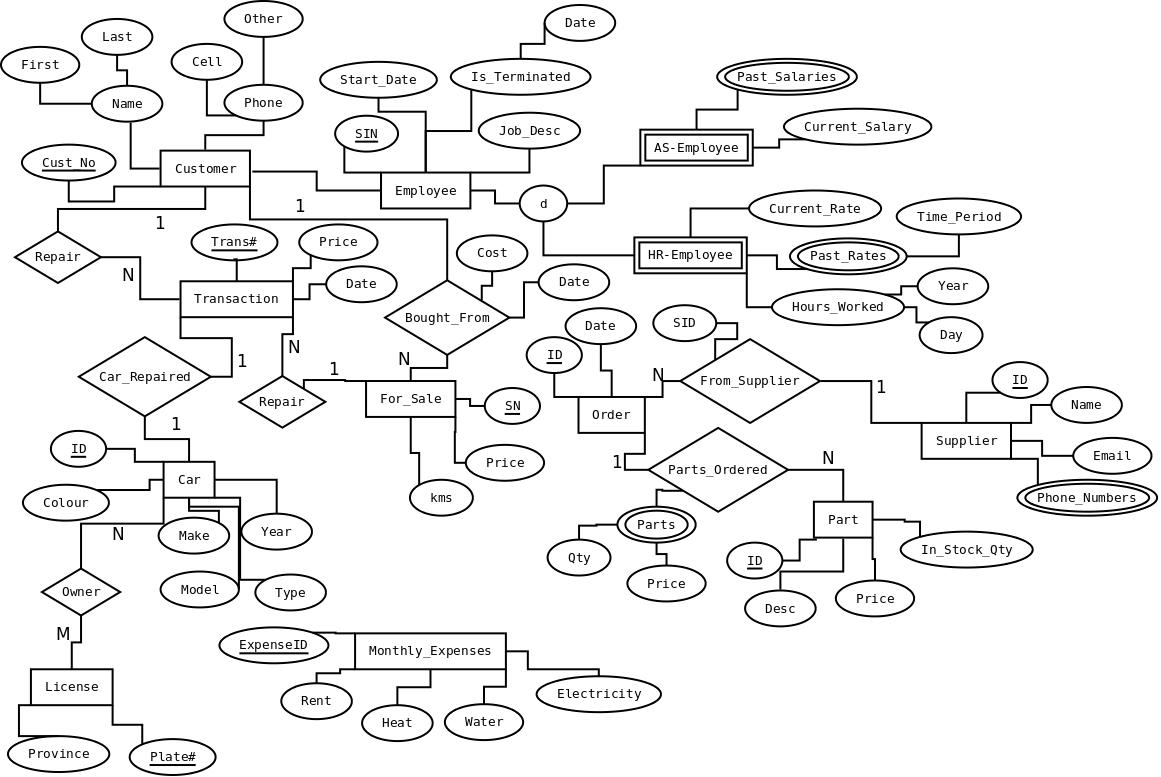 Other
Date
Last
First
Cell
Start_Date
Is_Terminated
Past_Salaries
Name
Phone
SIN
Job_Desc
Current_Salary
AS-Employee
Cust_No
Customer
Employee
d
1
1
Current_Rate
Time_Period
Trans#
Price
Cost
HR-Employee
Past_Rates
Repair
N
Date
Date
Year
Transaction
Bought_From
Hours_Worked
Day
Date
SID
N
1
N
ID
Car_Repaired
1
N
From_Supplier
1
ID
Repair
For_Sale
SN
Order
Name
1
Supplier
ID
Price
1
Parts_Ordered
N
Email
Car
kms
Phone_Numbers
Colour
Make
Year
Parts
Part
N
Qty
In_Stock_Qty
ID
Owner
Model
Type
Price
Desc
Price
M
ExpenseID
Monthly_Expenses
License
Rent
Heat
Water
Electricity
Province
Plate#